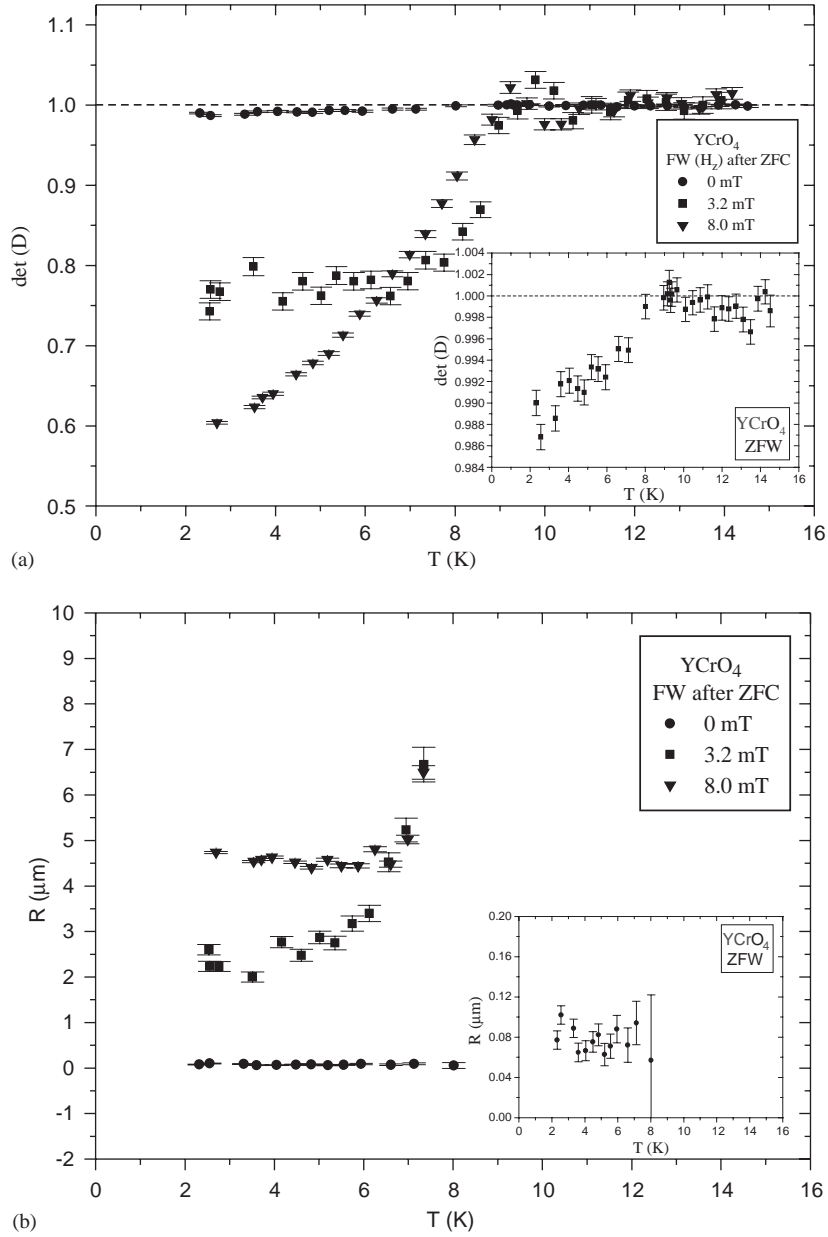 1.1
1.0
0.9
0.8
0.7
0.6
0.5
det (D)
YCrO4
FW (Hz) after ZFC
0 mT
3.2 mT
8.0 mT
1.004
1.002
1.000
0.998
0.996
0.994
0.992
0.990
0.988
0.986
0.984
det (D)
YCrO4
ZFW
0 2 4 6 8 10 12 14 16
T (K)
0 2 4 6 8 10 12 14 16
(a)
T (K)
10
9
8
7
6
5
4
3
2
1
0
-1
-2
R (μm)
YCrO4
FW after ZFC
0 mT
3.2 mT
8.0 mT
0.20
0.16
0.12
0.08
0.04
0.00
R (μm)
YCrO4
ZFW
0 2 4 6 8 10 12 14 16
T (K)
0 2 4 6 8 10 12 14 16
(b)
T (K)